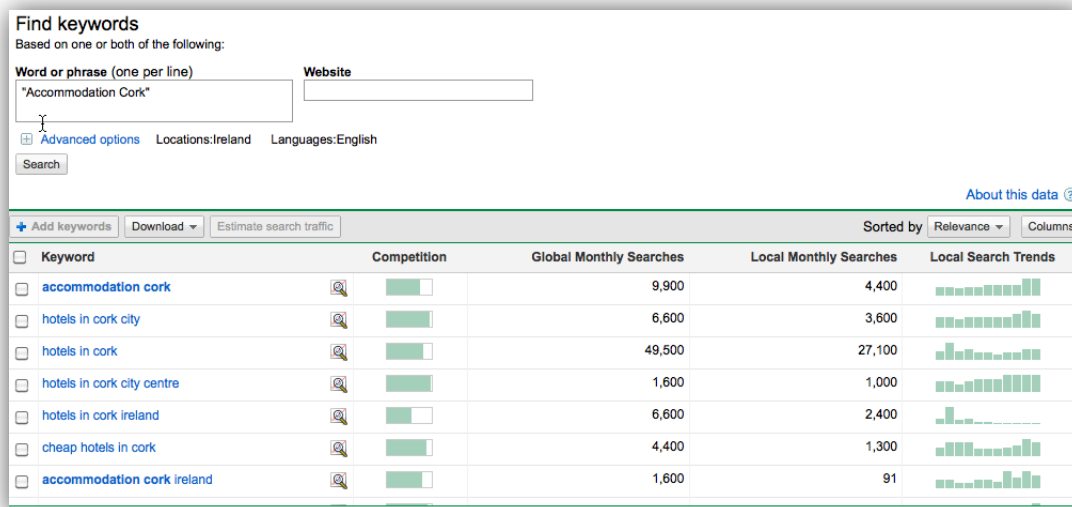 Find keywords
Based on one or both of the following:
Word or phrase (one per line) Website
"Accommodation Cork"
Advanced options Locations:Ireland Languages:English
Search
About this data
Add keywords Download Estimate search traffic Sorted by Relevance Columns
Keyword Competition Global Monthly Searches Local Monthly Searches Local Search Trends
accommodation cork 9,900 4,400
hotels in cork city 6,600 3,600
hotels in cork 49,500 27,100
hotels in cork city centre 1,600 1,000
hotels in cork ireland 6,600 2,400
cheap hotels in cork 4,400 1,300
accommodation cork ireland 1,600 91